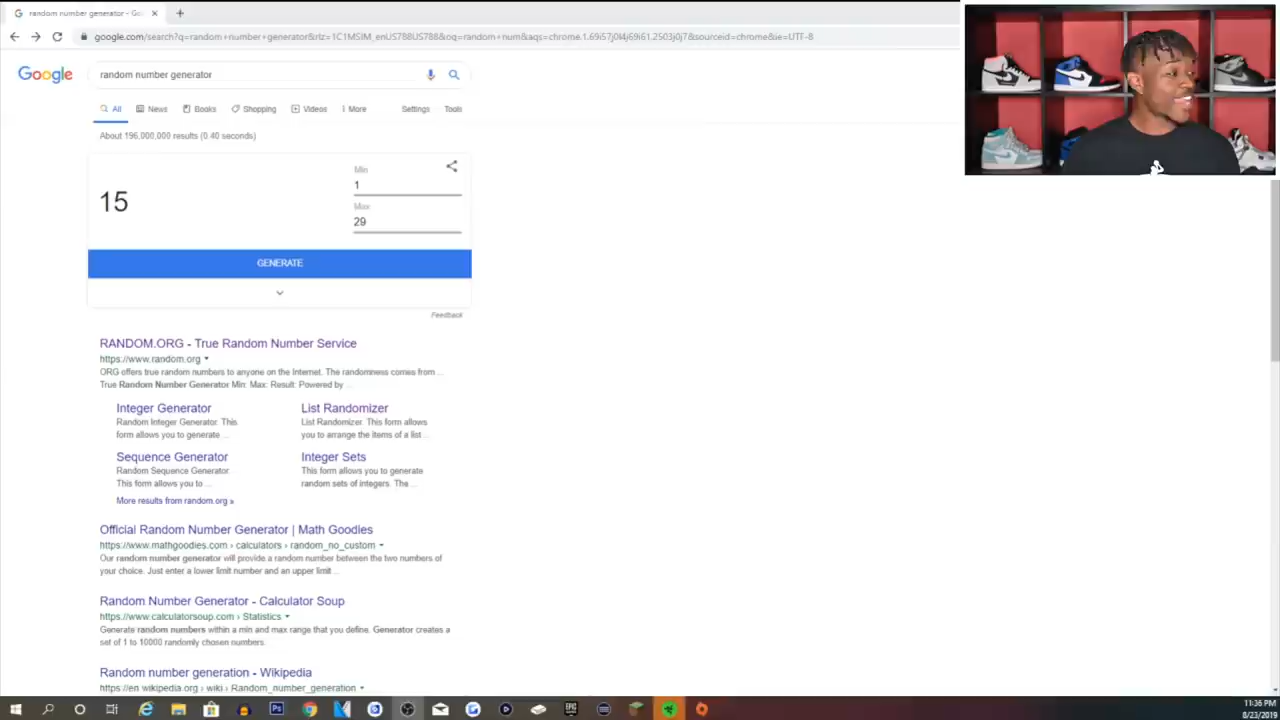 random number generator - Go
google.com/search?q=random+number+generator&rlz=1C1MSIM_enUS788US788&oq=random+num&aqs=chrome.1.69i57j0l4j69i61.2503j0j7&sourceid=chrome&ie=UTF-8
Google
random number generator
All News Books Shopping Videos More Settings Tools
About 196,000,000 results (0.40 seconds)
15
Min
1
Max
29
GENERATE
Feedback
RANDOM.ORG - True Random Number Service
https://www.random.org
ORG offers true random numbers to anyone on the Internet. The randomness comes from ...
True Random Number Generator Min: Max: Result: Powered by ...
Integer Generator
Random Integer Generator. This
form allows you to generate ...
List Randomizer
List Randomizer. This form allows
you to arrange the items of a list ...
Sequence Generator
Random Sequence Generator.
This form allows you to ...
Integer Sets
This form allows you to generate
random sets of integers. The ...
More results from random.org »
Official Random Number Generator | Math Goodies
https://www.mathgoodies.com › calculators › random_no_custom
Our random number generator will provide a random number between the two numbers of
your choice. Just enter a lower limit number and an upper limit ...
Random Number Generator - Calculator Soup
https://www.calculatorsoup.com › Statistics
Generate random numbers within a min and max range that you define. Generator creates a
set of 1 to 10000 randomly chosen numbers.
Random number generation - Wikipedia
https://en.wikipedia.org › wiki › Random_number_generation
Ps
EPIC
11:36 PM
8/23/2019